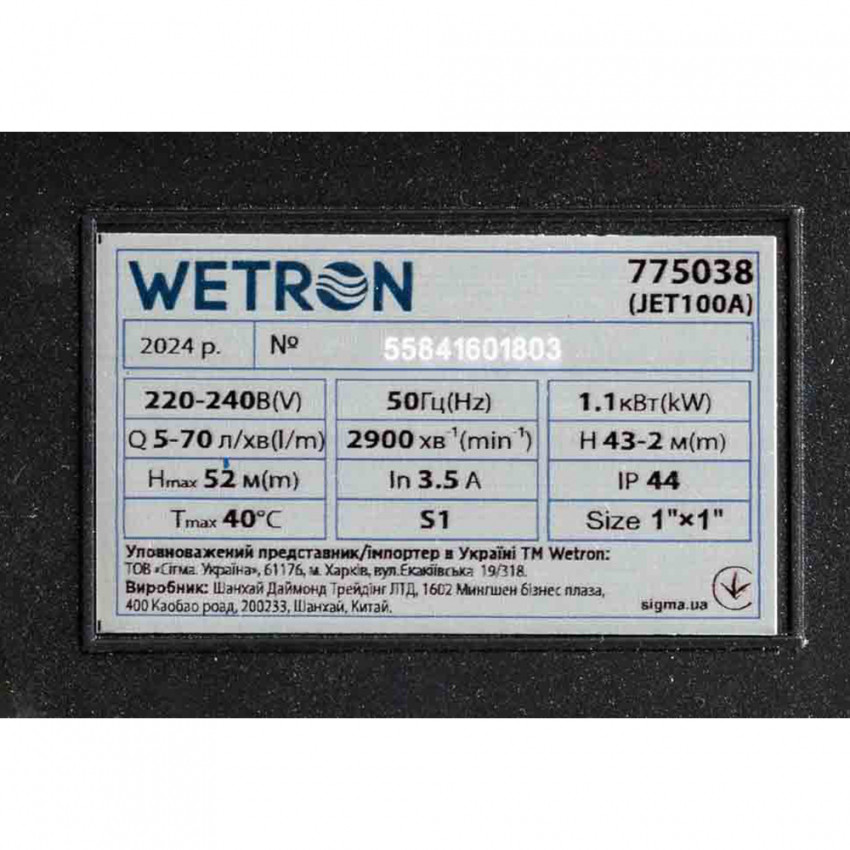 WETRON
775038
(JET100A)
2024 р. № 55841601803
220-240В(V) 50Гц(Hz) 1.1кВт(kW)
Q 5-70 л/хв(l/m) 2900 хв⁻¹(min⁻¹) H 43-2 м(m)
Hmax 52 м(m) In 3.5 A IP 44
Tmax 40°C S1 Size 1"×1"
Уповноважений представник/імпортер в Україні ТМ Wetron:
ТОВ «Сігма Україна», 61176, м. Харків, вул.Екакіївська 19/318.
Виробник: Шанхай Даймонд Трейдінг ЛТД, 1602 Мингшен бізнес плаза,
400 Каобао роад, 200233, Шанхай, Китай.
sigma.ua